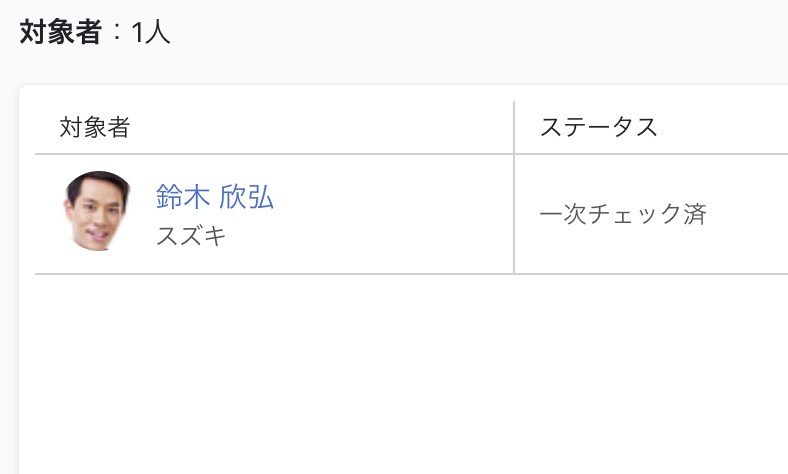 対象者：1人
対象者
ステータス
鈴木 欣弘
スズキ
一次チェック済